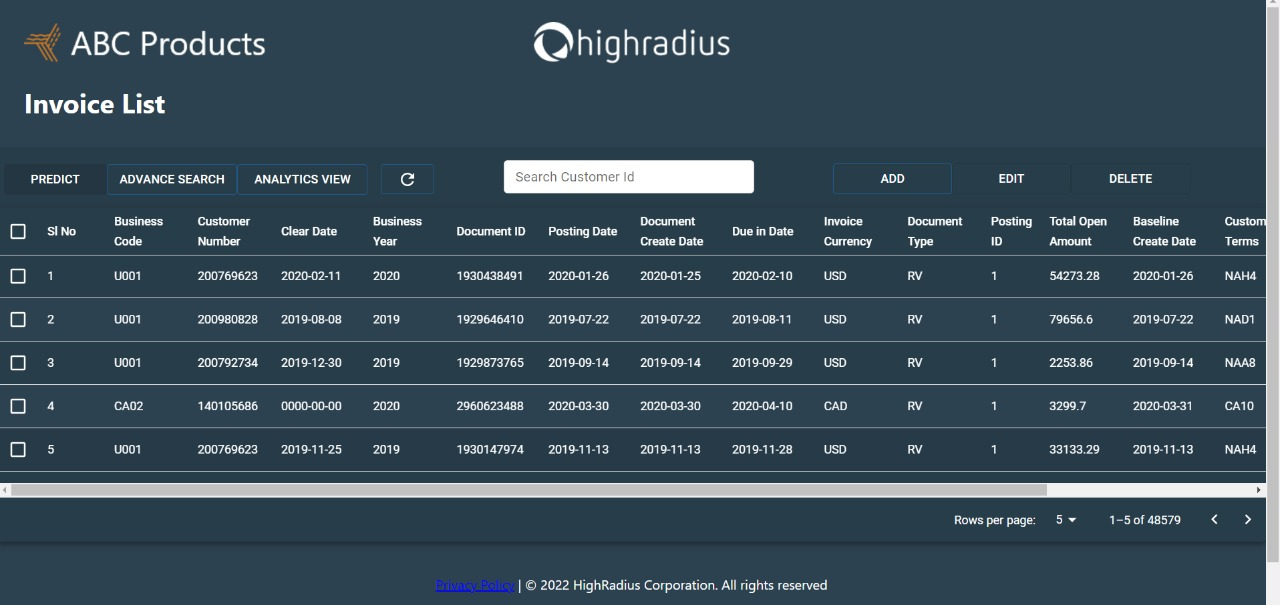 ABC Products
highradius
Invoice List
PREDICT ADVANCE SEARCH ANALYTICS VIEW Search Customer Id ADD EDIT DELETE
Sl No Business Code Customer Number Clear Date Business Year Document ID Posting Date Document Create Date Due in Date Invoice Currency Document Type Posting ID Total Open Amount Baseline Create Date Custom Terms
1 U001 200769623 2020-02-11 2020 1930438491 2020-01-26 2020-01-25 2020-02-10 USD RV 1 54273.28 2020-01-26 NAH4
2 U001 200980828 2019-08-08 2019 1929646410 2019-07-22 2019-07-22 2019-08-11 USD RV 1 79656.6 2019-07-22 NAD1
3 U001 200792734 2019-12-30 2019 1929873765 2019-09-14 2019-09-14 2019-09-29 USD RV 1 2253.86 2019-09-14 NAA8
4 CA02 140105686 0000-00-00 2020 2960623488 2020-03-30 2020-03-30 2020-04-10 CAD RV 1 3299.7 2020-03-31 CA10
5 U001 200769623 2019-11-25 2019 1930147974 2019-11-13 2019-11-13 2019-11-28 USD RV 1 33133.29 2019-11-13 NAH4
Rows per page: 5 1–5 of 48579
Privacy Policy | © 2022 HighRadius Corporation. All rights reserved